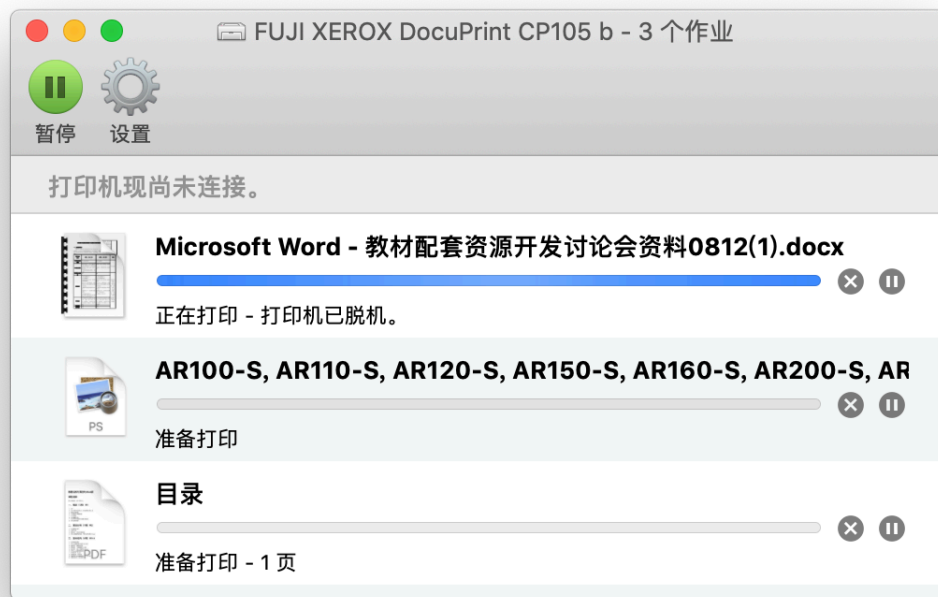 FUJI XEROX DocuPrint CP105 b - 3 个作业
暂停 设置
打印机现尚未连接。
Microsoft Word - 教材配套资源开发讨论会资料0812(1).docx
正在打印 - 打印机已脱机。
AR100-S, AR110-S, AR120-S, AR150-S, AR160-S, AR200-S, AR
PS
准备打印
目录
PDF
准备打印 - 1 页